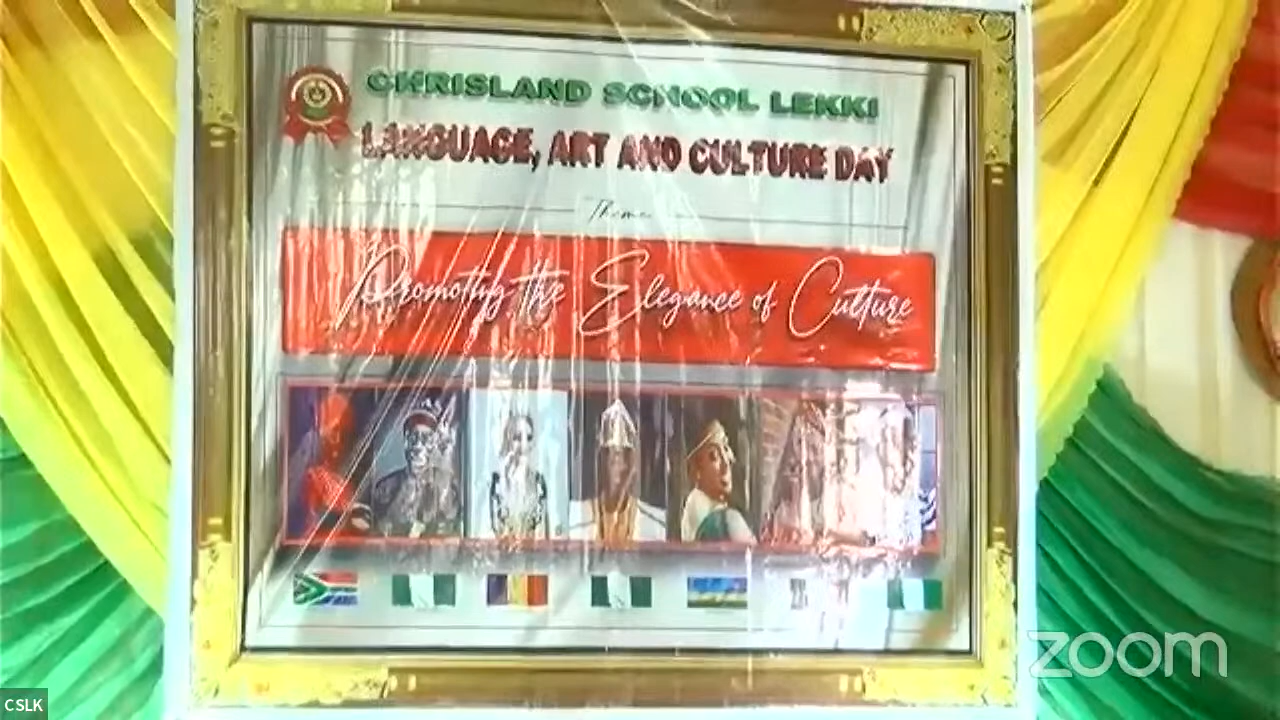 CHRISLAND SCHOOL LEKKI
LANGUAGE, ART AND CULTURE DAY
Theme
Promoting the Elegance of Culture
zoom
CSLK